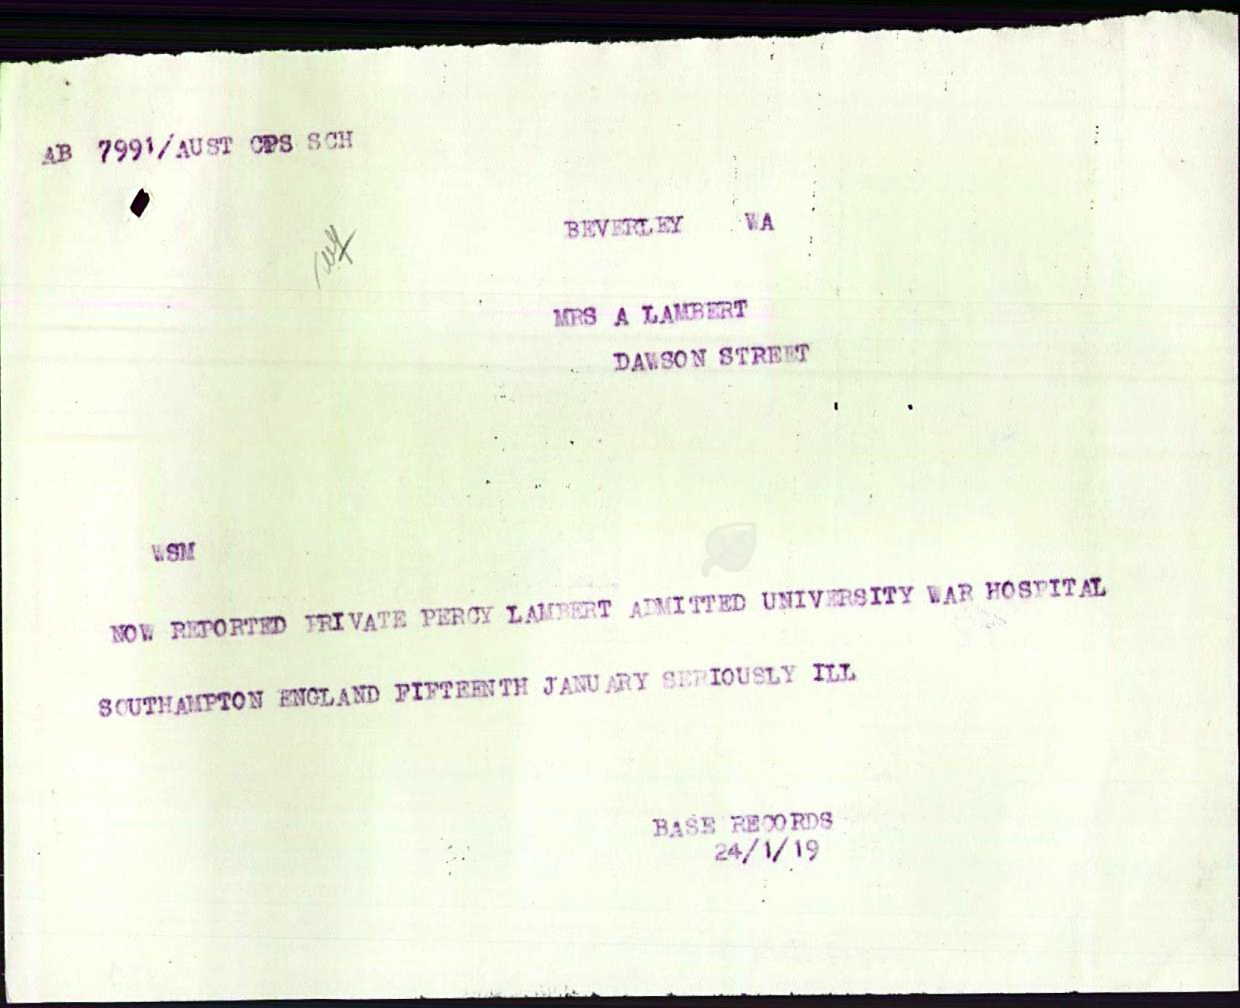 AB 7991/AUST CPS SCH
BEVERLEY WA
MRS A LAMBERT
DAWSON STREET
WSM
NOW REPORTED PRIVATE PERCY LAMBERT ADMITTED UNIVERSITY WAR HOSPITAL
SOUTHAMPTON ENGLAND FIFTEENTH JANUARY SERIOUSLY ILL
BASE RECORDS
24/1/19